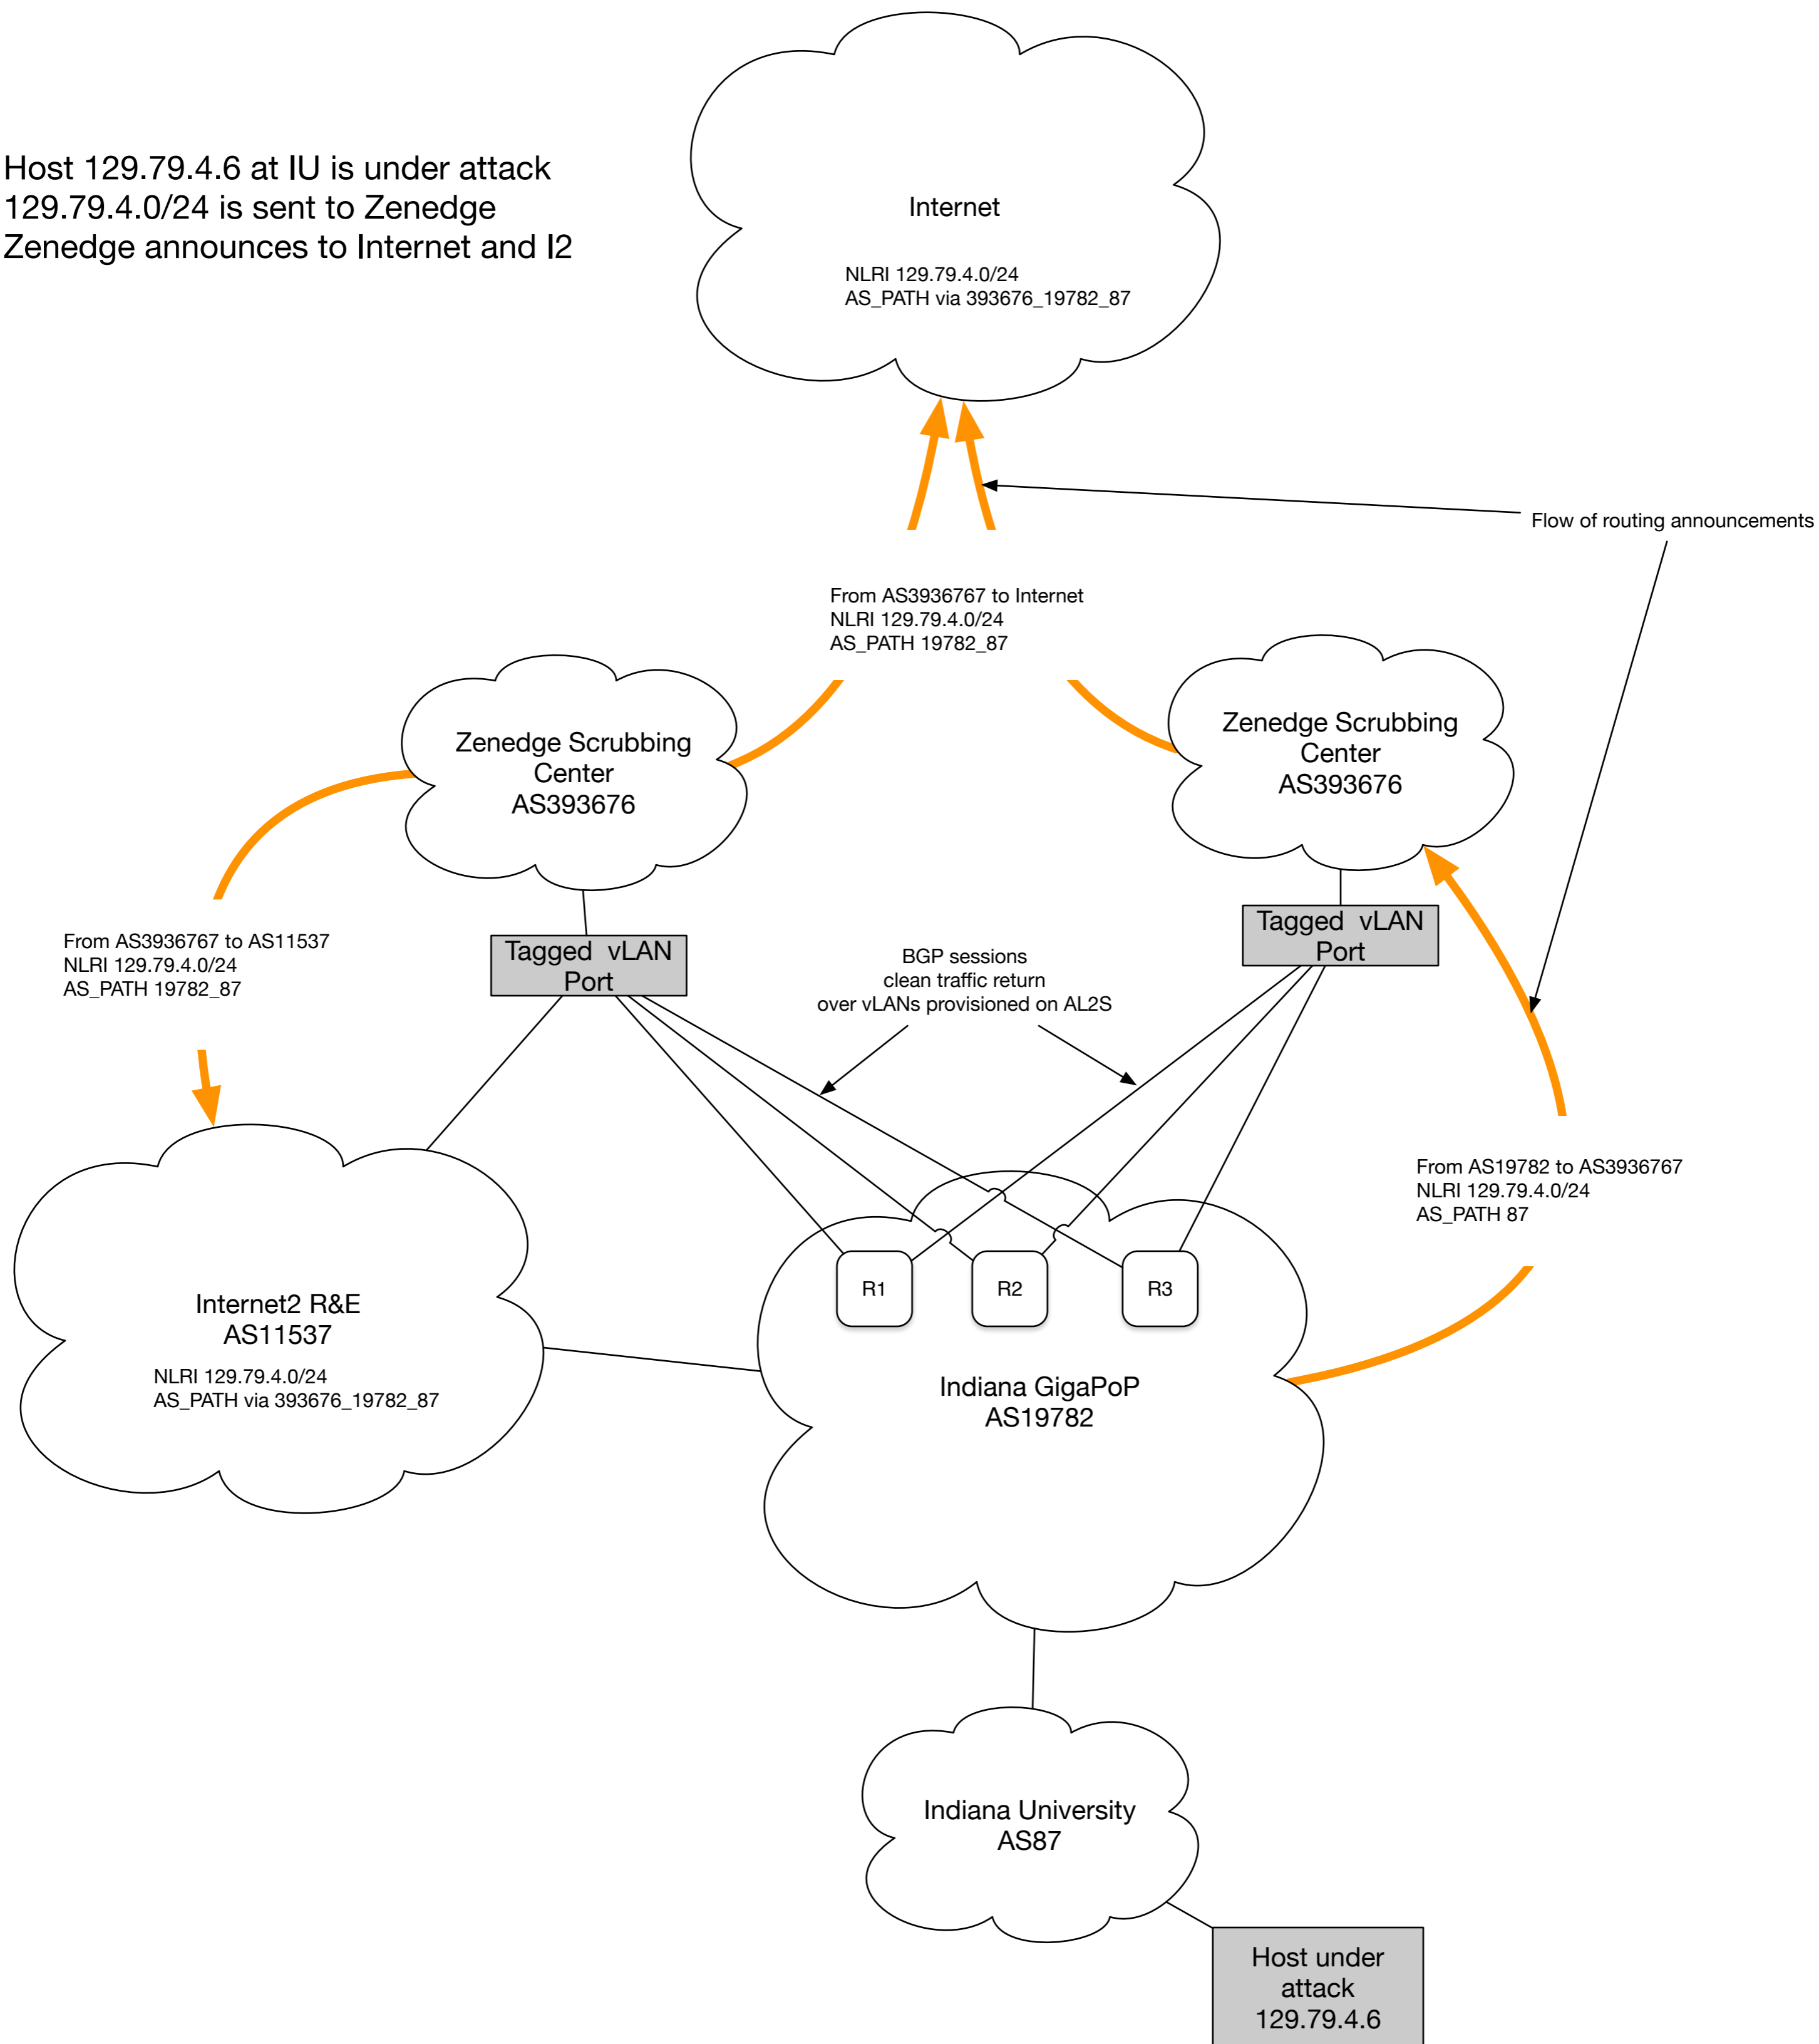 Host 129.79.4.6 at IU is under attack
129.79.4.0/24 is sent to Zenedge
Zenedge announces to Internet and I2
Internet
NLRI 129.79.4.0/24
AS_PATH via 393676_19782_87
Flow of routing announcements
From AS3936767 to Internet
NLRI 129.79.4.0/24
AS_PATH 19782_87
Zenedge Scrubbing
Center
AS393676
Zenedge Scrubbing
Center
AS393676
From AS3936767 to AS11537
NLRI 129.79.4.0/24
AS_PATH 19782_87
Tagged vLAN
Port
BGP sessions
clean traffic return
over vLANs provisioned on AL2S
Tagged vLAN
Port
From AS19782 to AS3936767
NLRI 129.79.4.0/24
AS_PATH 87
R1
R2
R3
Internet2 R&E
AS11537
NLRI 129.79.4.0/24
AS_PATH via 393676_19782_87
Indiana GigaPoP
AS19782
Indiana University
AS87
Host under
attack
129.79.4.6